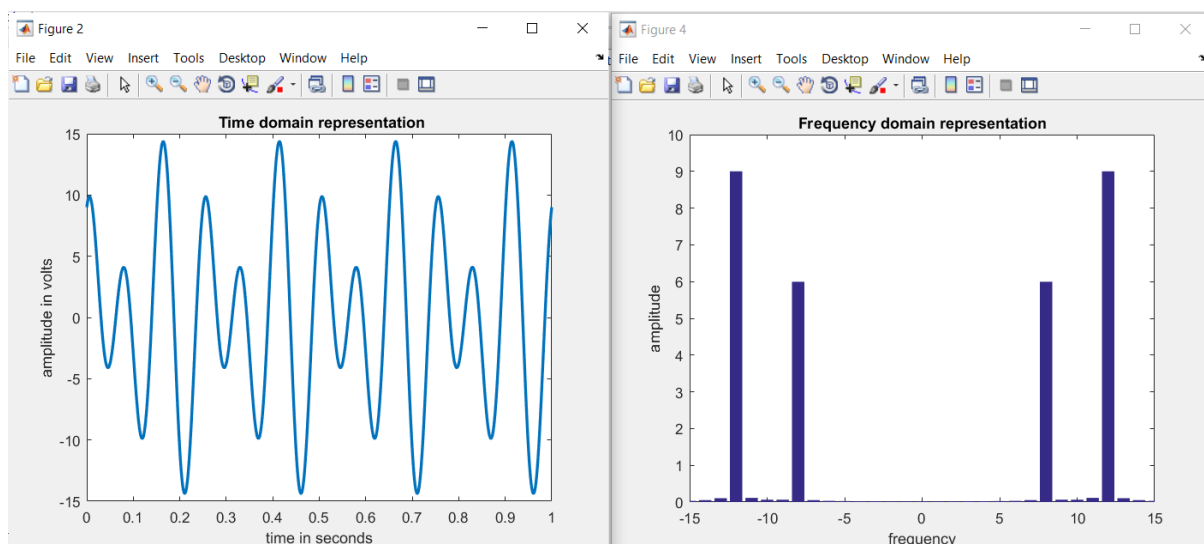 Figure 2
File Edit View Insert Tools Desktop Window Help
Time domain representation
15
10
5
0
-5
-10
-15
amplitude in volts
0 0.1 0.2 0.3 0.4 0.5 0.6 0.7 0.8 0.9 1
time in seconds
Figure 4
File Edit View Insert Tools Desktop Window Help
Frequency domain representation
10
9
8
7
6
5
4
3
2
1
0
amplitude
-15 -10 -5 0 5 10 15
frequency